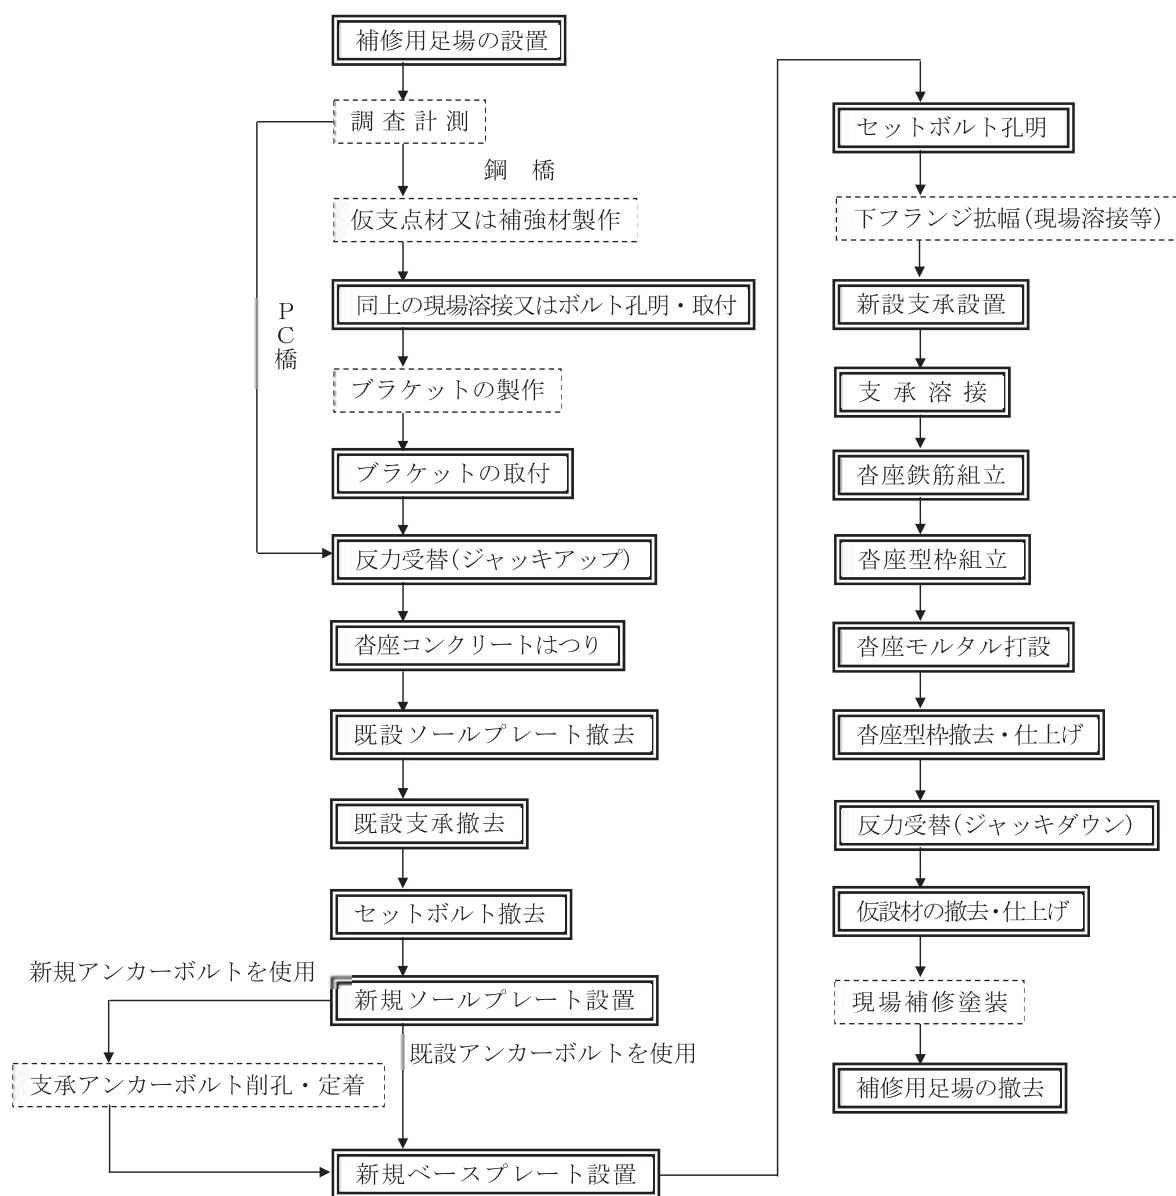 補修用足場の設置
調査計測
鋼　橋
仮支点材又は補強材製作
同上の現場溶接又はボルト孔明・取付
PC橋
ブラケットの製作
ブラケットの取付
反力受替(ジャッキアップ)
沓座コンクリートはつり
既設ソールプレート撤去
既設支承撤去
セットボルト撤去
新規アンカーボルトを使用
新規ソールプレート設置
既設アンカーボルトを使用
支承アンカーボルト削孔・定着
新規ベースプレート設置
セットボルト孔明
下フランジ拡幅(現場溶接等)
新設支承設置
支承溶接
沓座鉄筋組立
沓座型枠組立
沓座モルタル打設
沓座型枠撤去・仕上げ
反力受替(ジャッキダウン)
仮設材の撤去・仕上げ
現場補修塗装
補修用足場の撤去